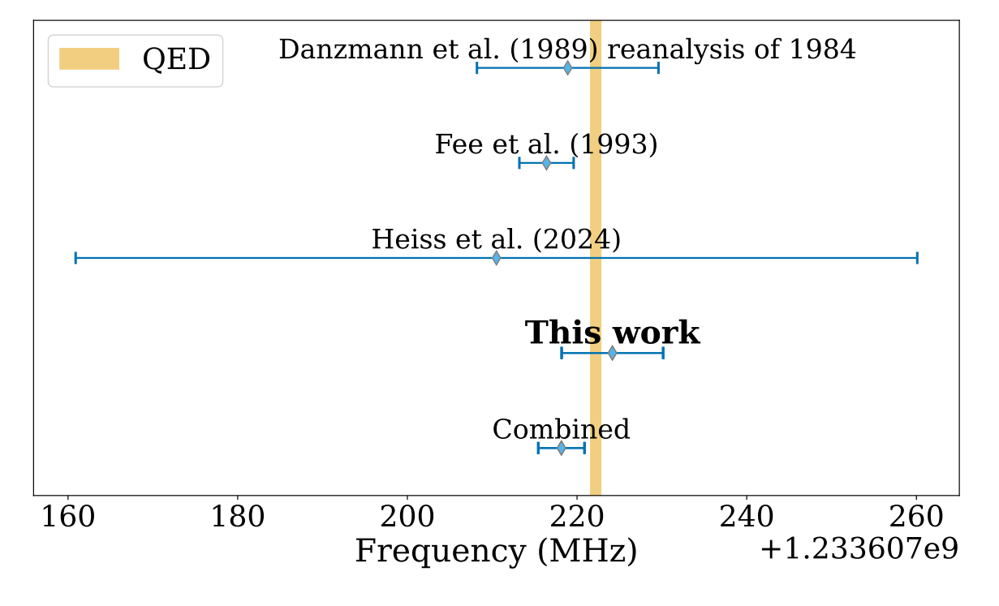 QED
Danzmann et al. (1989) reanalysis of 1984
Fee et al. (1993)
Heiss et al. (2024)
This work
Combined
160 180 200 220 240 260
Frequency (MHz)
+1.233607e9